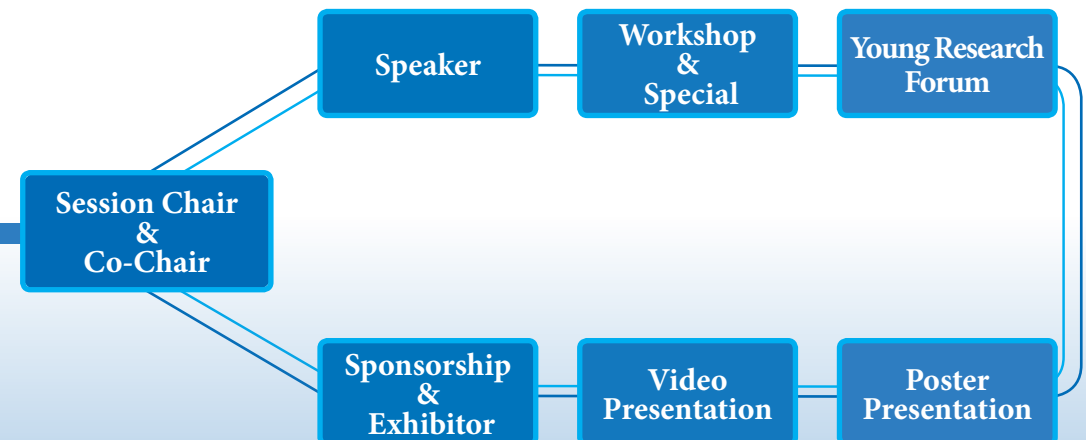 Speaker
Workshop
&
Special
Young Research
Forum
Session Chair
&
Co-Chair
Sponsorship
&
Exhibitor
Video
Presentation
Poster
Presentation